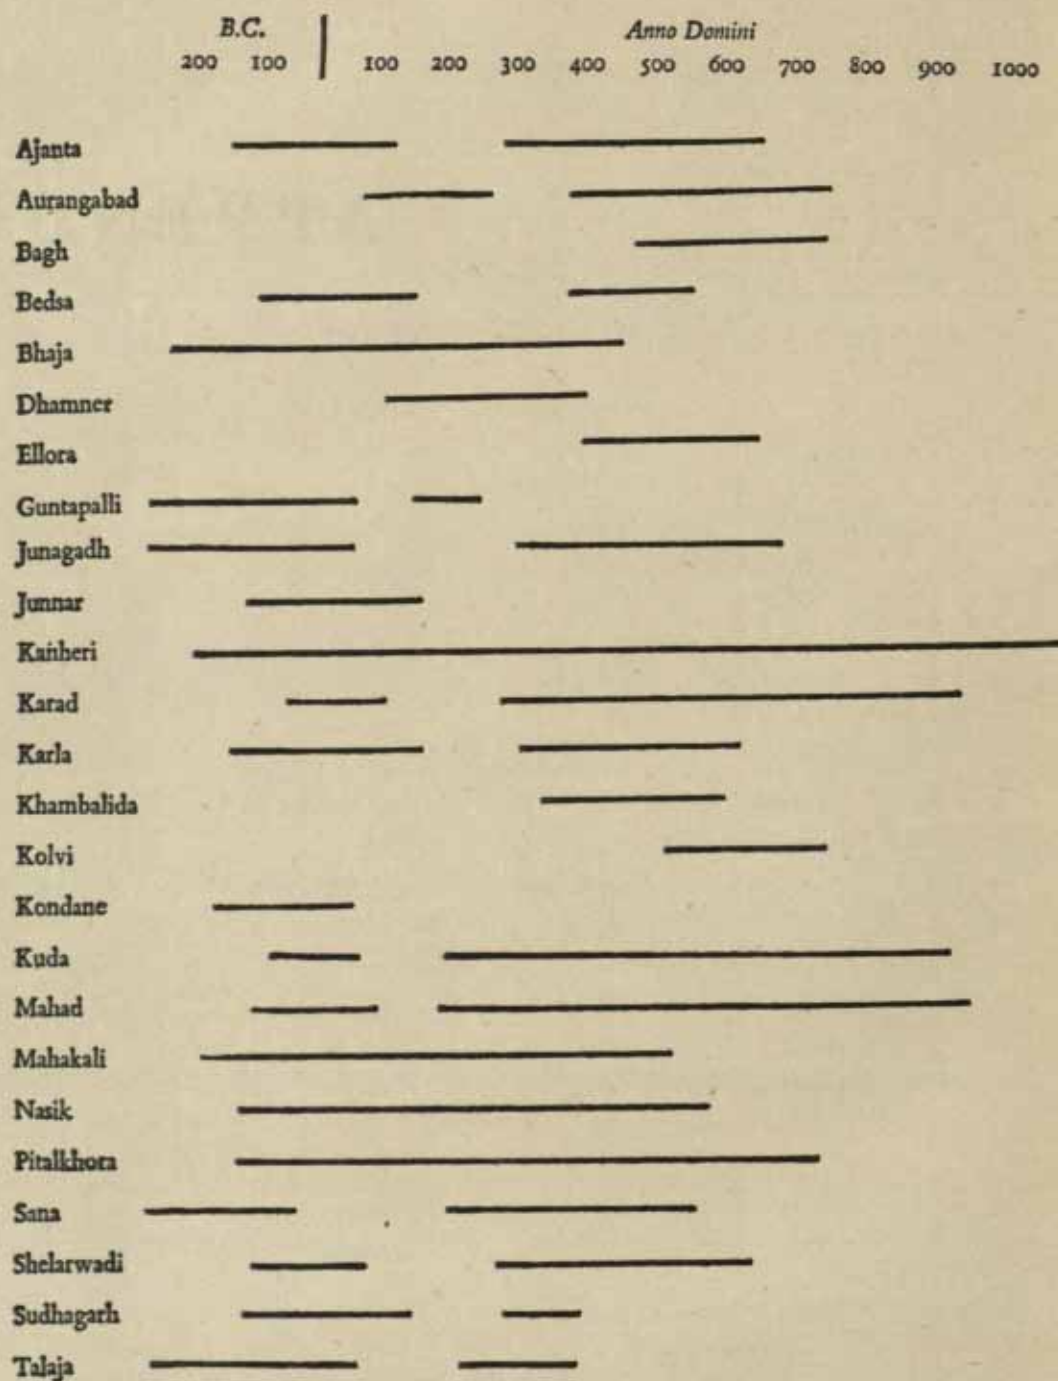 B.C. Anno Domini
200 100 100 200 300 400 500 600 700 800 900 1000
Ajanta
Aurangabad
Bagh
Bedsa
Bhaja
Dhamner
Ellora
Guntapalli
Junagadh
Junnar
Kanheri
Karad
Karla
Khambalida
Kolvi
Kondane
Kuda
Mahad
Mahakali
Nasik
Pitalkhora
Sana
Shelarwadi
Sudhagarh
Talaja